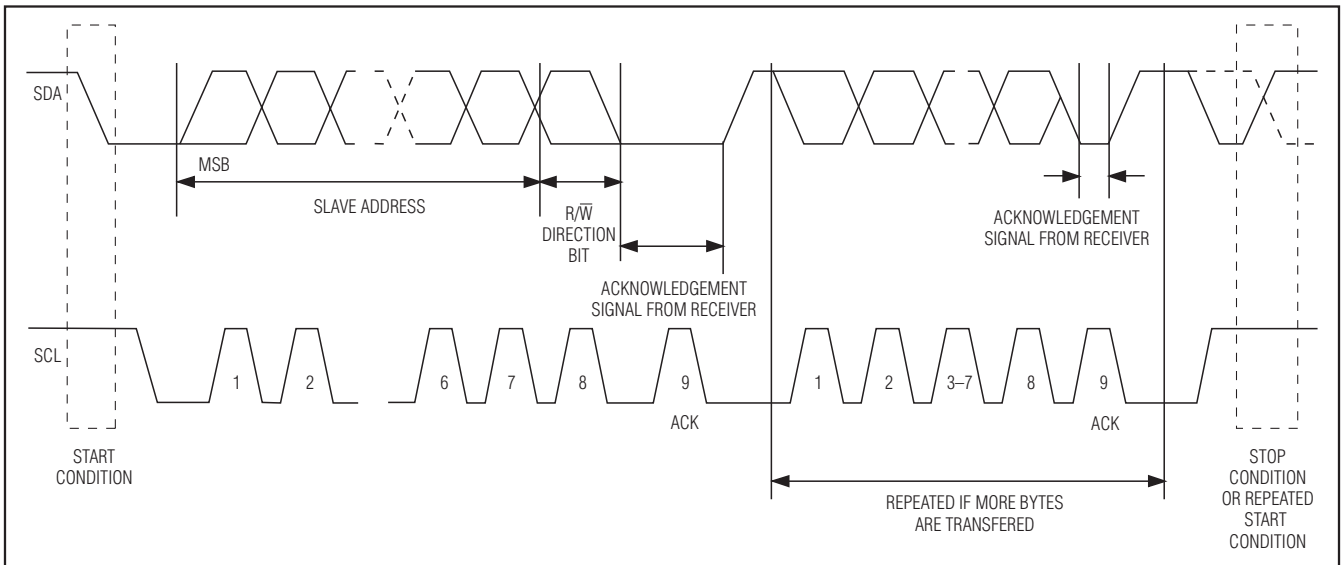 SDA
MSB
SLAVE ADDRESS
R/W̅
DIRECTION
BIT
ACKNOWLEDGEMENT
SIGNAL FROM RECEIVER
ACKNOWLEDGEMENT
SIGNAL FROM RECEIVER
SCL
1 2 6 7 8 9 1 2 3–7 8 9
ACK ACK
START
CONDITION
REPEATED IF MORE BYTES
ARE TRANSFERED
STOP
CONDITION
OR REPEATED
START
CONDITION